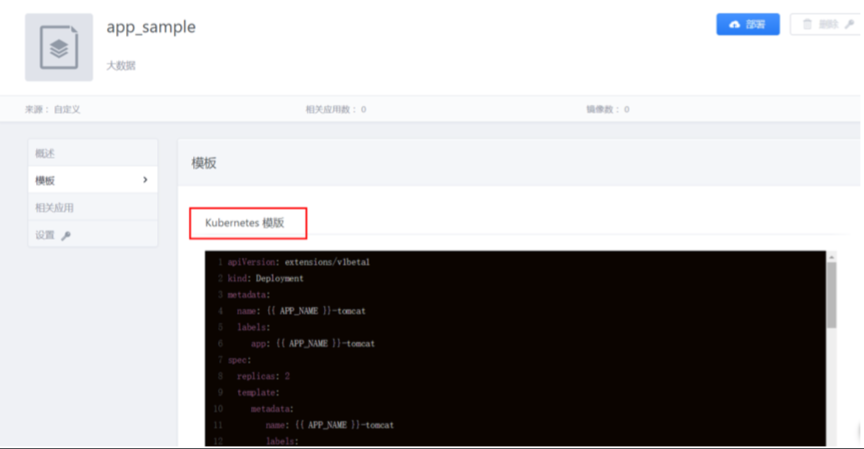 app_sample
部署
删除
大数据
来源： 自定义
相关应用数： 0
镜像数： 0
概述
模板
相关应用
设置
模板
Kubernetes 模版
1 apiVersion: extensions/v1beta1
2 kind: Deployment
3 metadata:
4 name: {{ APP_NAME }}-tomcat
5 labels:
6 app: {{ APP_NAME }}-tomcat
7 spec:
8 replicas: 2
9 template:
10 metadata:
11 name: {{ APP_NAME }}-tomcat
12 labels: